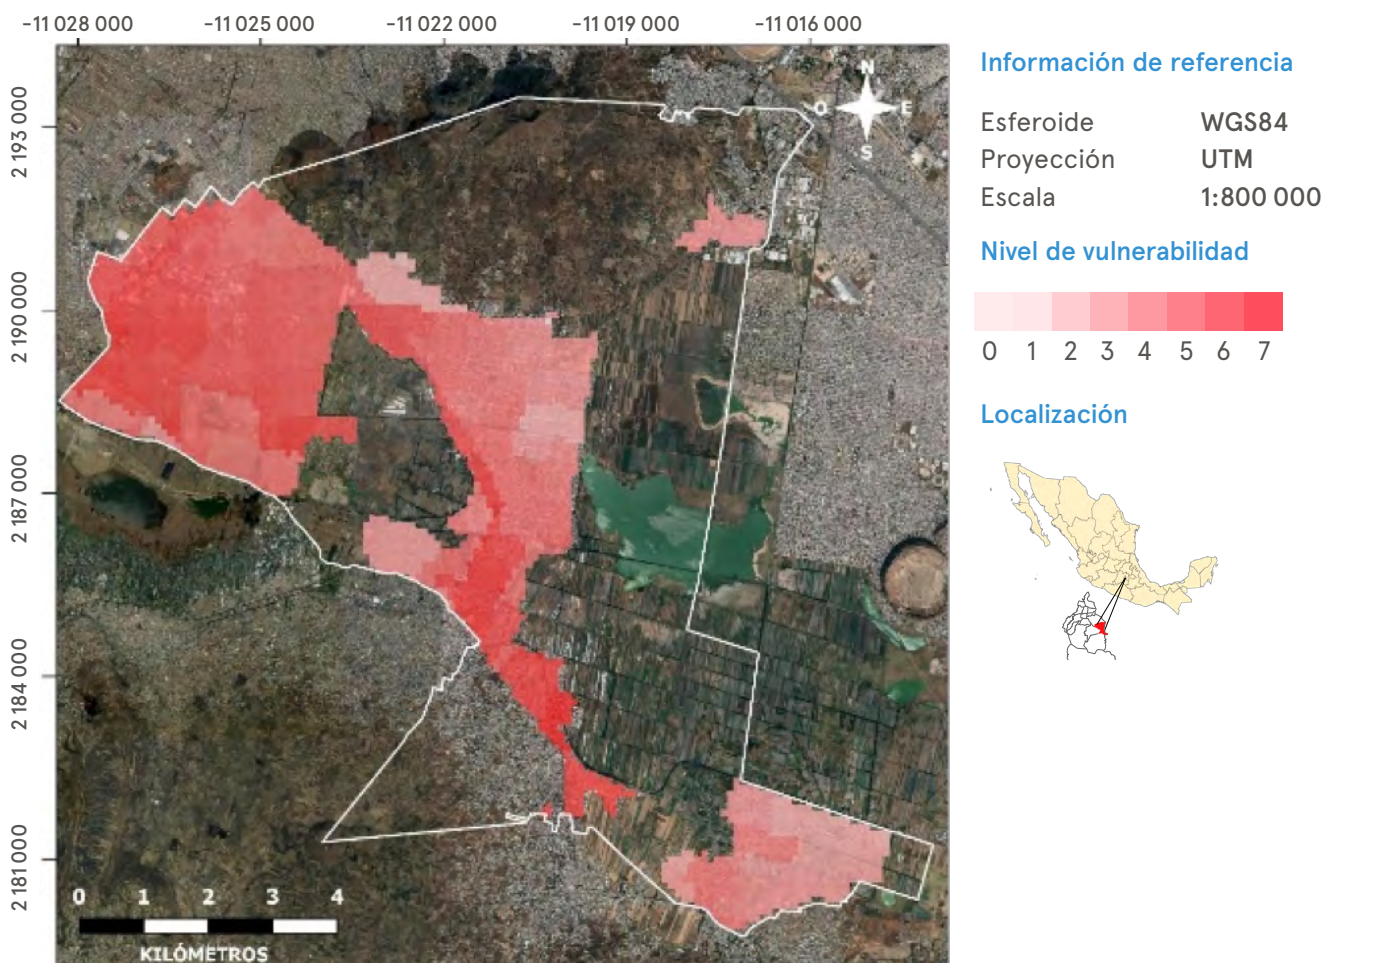 -11 028 000 -11 025 000 -11 022 000 -11 019 000 -11 016 000
2 193 000
2 190 000
2 187 000
2 184 000
2 181 000
N
O E
S
0 1 2 3 4
KILÓMETROS
Información de referencia
Esferoide WGS84
Proyección UTM
Escala 1:800 000
Nivel de vulnerabilidad
0 1 2 3 4 5 6 7
Localización